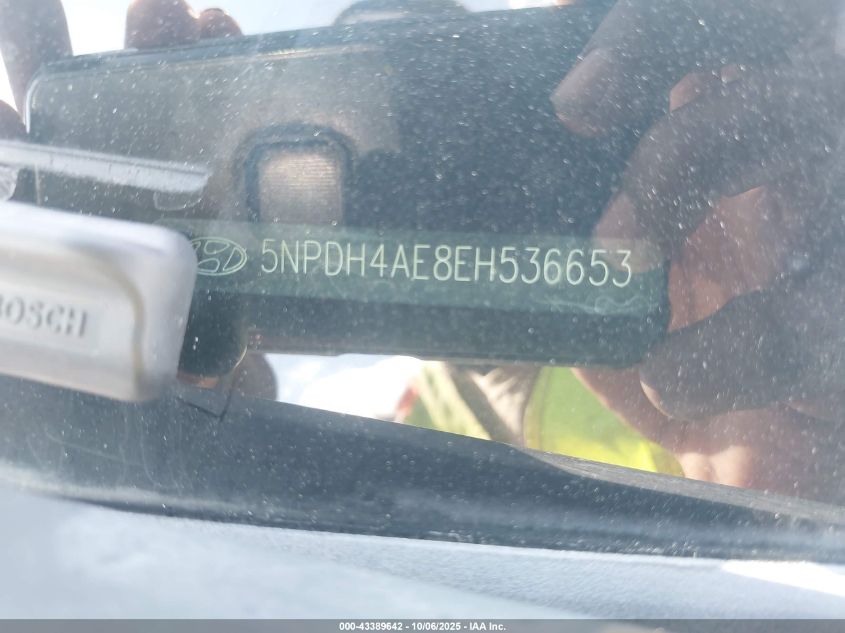 5NPDH4AE8EH536653
BOSCH
000-43389642 - 10/06/2025 - IAA Inc.